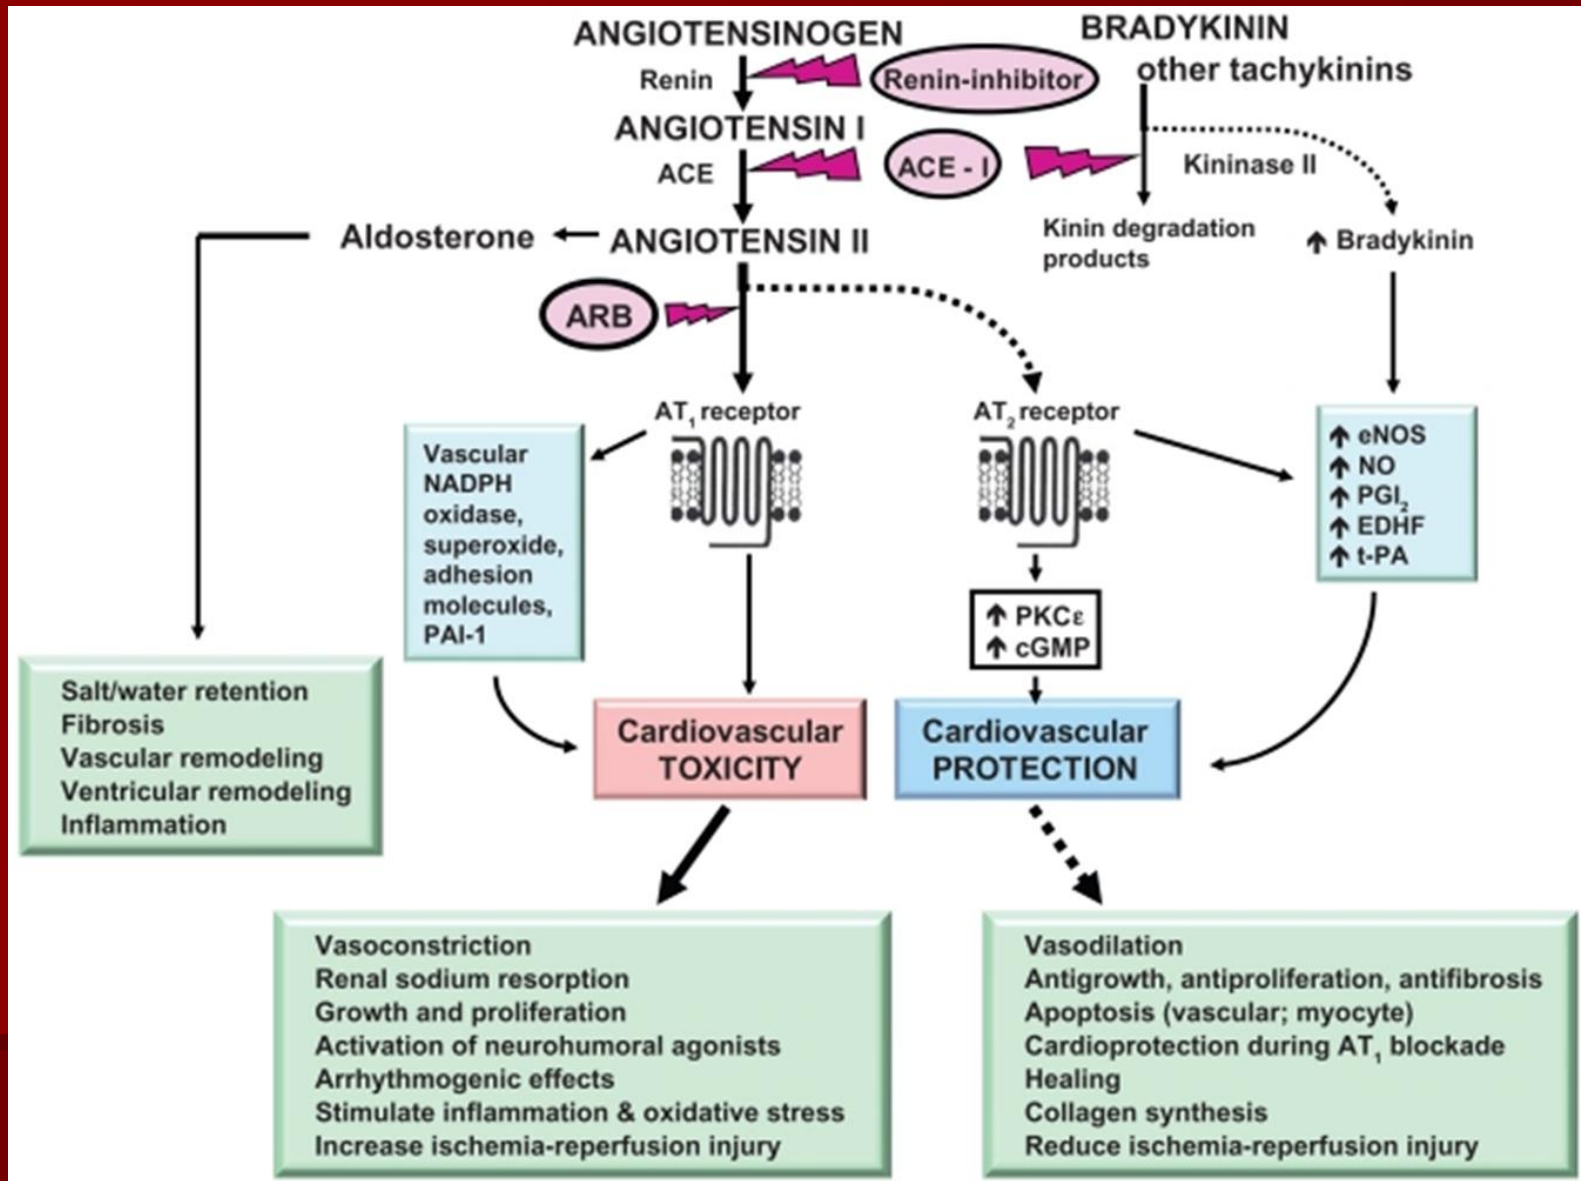 ANGIOTENSINOGEN
Renin
Renin-inhibitor
BRADYKININ
other tachykinins
ANGIOTENSIN I
ACE
ACE - I
Kininase II
Kinin degradation
products
↑ Bradykinin
Aldosterone
ANGIOTENSIN II
ARB
AT₁ receptor
AT₂ receptor
Vascular
NADPH
oxidase,
superoxide,
adhesion
molecules,
PAI-1
↑ eNOS
↑ NO
↑ PGI₂
↑ EDHF
↑ t-PA
↑ PKCε
↑ cGMP
Salt/water retention
Fibrosis
Vascular remodeling
Ventricular remodeling
Inflammation
Cardiovascular
TOXICITY
Cardiovascular
PROTECTION
Vasoconstriction
Renal sodium resorption
Growth and proliferation
Activation of neurohumoral agonists
Arrhythmogenic effects
Stimulate inflammation & oxidative stress
Increase ischemia-reperfusion injury
Vasodilation
Antigrowth, antiproliferation, antifibrosis
Apoptosis (vascular; myocyte)
Cardioprotection during AT₁ blockade
Healing
Collagen synthesis
Reduce ischemia-reperfusion injury